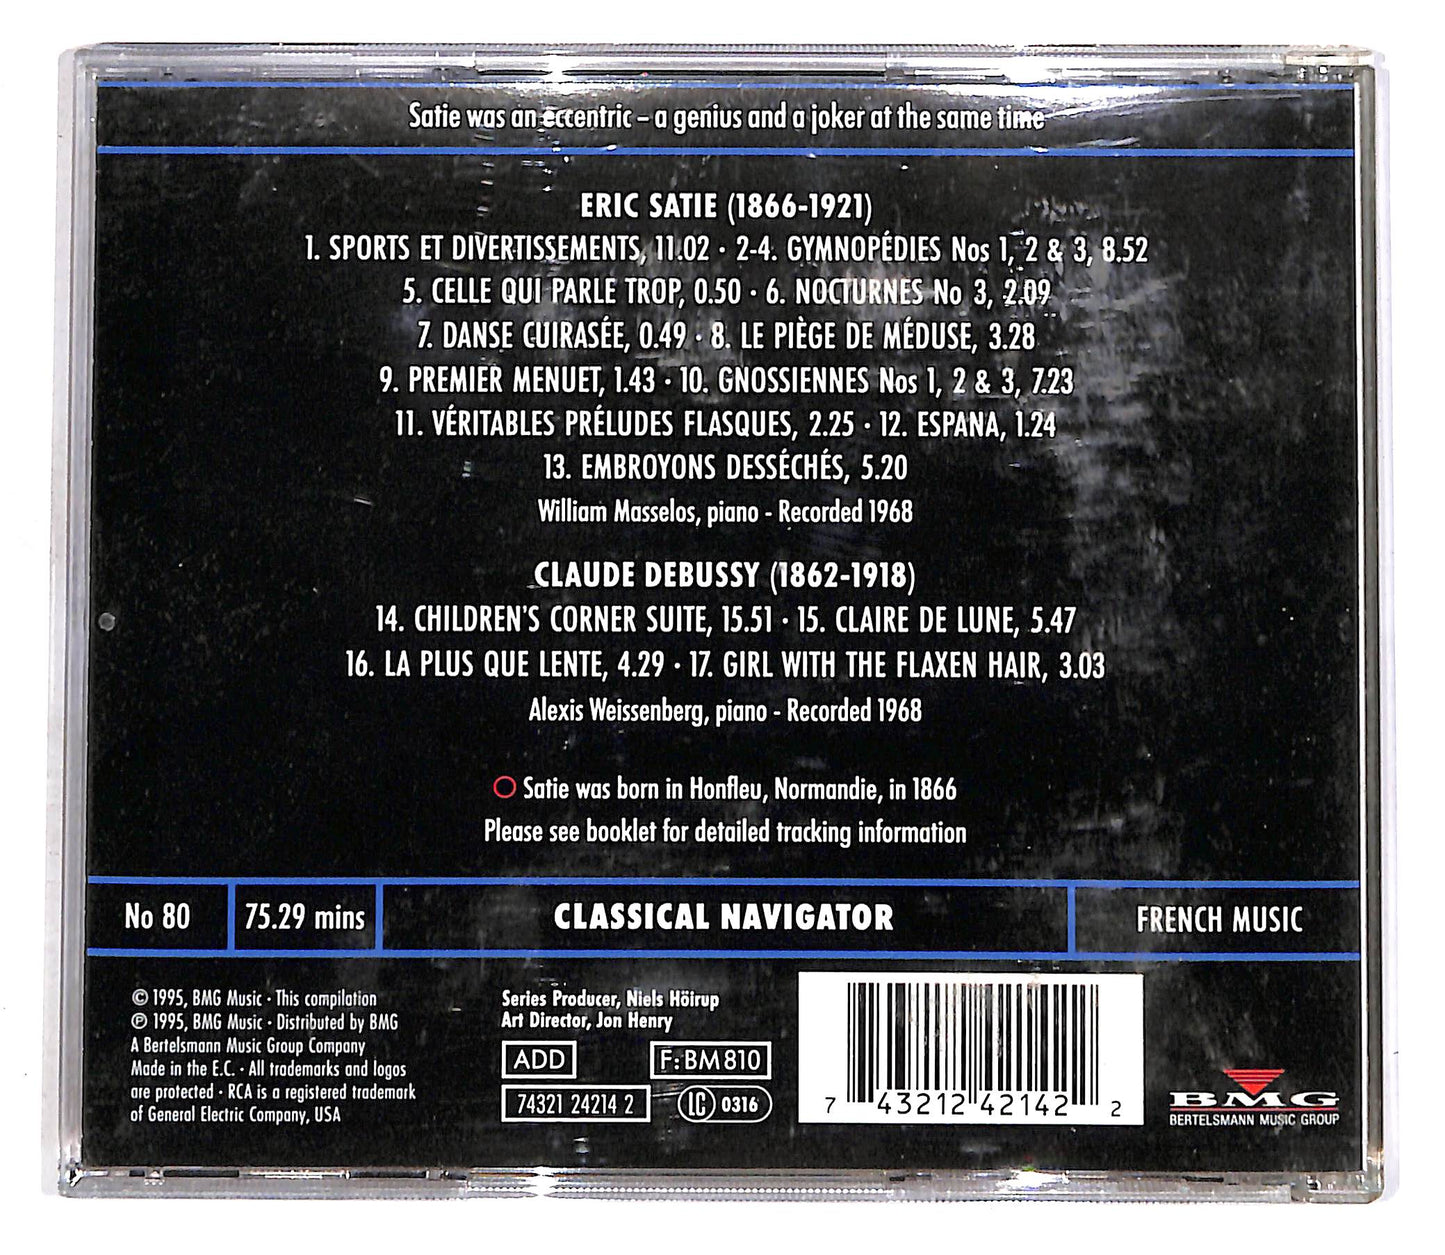 Satie was an eccentric – a genius and a joker at the same time
ERIC SATIE (1866-1921)
1. SPORTS ET DIVERTISSEMENTS, 11.02 · 2-4. GYMNOPÉDIES Nos 1, 2 & 3, 8.52
5. CELLE QUI PARLE TROP, 0.50 · 6. NOCTURNES No 3, 2.09
7. DANSE CUIRASÉE, 0.49 · 8. LE PIÈGE DE MÉDUSE, 3.28
9. PREMIER MENUET, 1.43 · 10. GNOSSIENNES Nos 1, 2 & 3, 7.23
11. VÉRITABLES PRÉLUDES FLASQUES, 2.25 · 12. ESPANA, 1.24
13. EMBROYONS DESSÉCHÉS, 5.20
William Masselos, piano - Recorded 1968
CLAUDE DEBUSSY (1862-1918)
14. CHILDREN'S CORNER SUITE, 15.51 · 15. CLAIRE DE LUNE, 5.47
16. LA PLUS QUE LENTE, 4.29 · 17. GIRL WITH THE FLAXEN HAIR, 3.03
Alexis Weissenberg, piano - Recorded 1968
Satie was born in Honfleu, Normandie, in 1866
Please see booklet for detailed tracking information
No 80 75.29 mins CLASSICAL NAVIGATOR FRENCH MUSIC
© 1995, BMG Music · This compilation
℗ 1995, BMG Music · Distributed by BMG
A Bertelsmann Music Group Company
Made in the E.C. · All trademarks and logos
are protected · RCA is a registered trademark
of General Electric Company, USA
Series Producer, Niels Höirup
Art Director, Jon Henry
ADD F:BM810
74321 24214 2 LC 0316
7 43212 42142 2
BMG
BERTELSMANN MUSIC GROUP